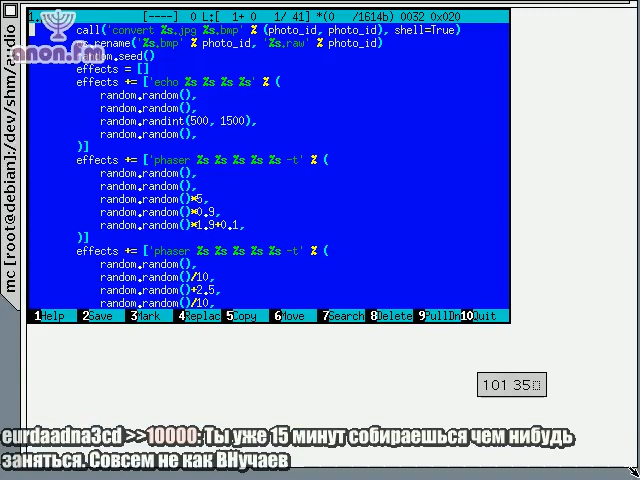 1. [----] 0 L:[ 1+ 0 1/ 41] *(0 /1614b) 0032 0x020
call('convert %s.jpg %s.bmp' % (photo_id, photo_id), shell=True)
.rename('%s.bmp' % photo_id, '%s.raw' % photo_id)
anon.fm
.seed()
effects = []
effects += ['echo %s %s %s %s' % (
random.random(),
random.random(),
random.randint(500, 1500),
random.random(),
)]
effects += ['phaser %s %s %s %s %s -t' % (
random.random(),
random.random(),
random.random()*5,
random.random()*0.9,
random.random()*1.9+0.1,
)]
effects += ['phaser %s %s %s %s %s -t' % (
random.random(),
random.random()/10,
random.random()+2.5,
random.random()/10,
1Help 2Save 3Mark 4Replac 5Copy 6Move 7Search 8Delete 9PullDn 10Quit
mc [root@debian]:/dev/shm/a
dio
101 35
eurdaadna3cd >>10000: Ты уже 15 минут собираешься чем нибудь
заняться. Совсем не как ВНучаев